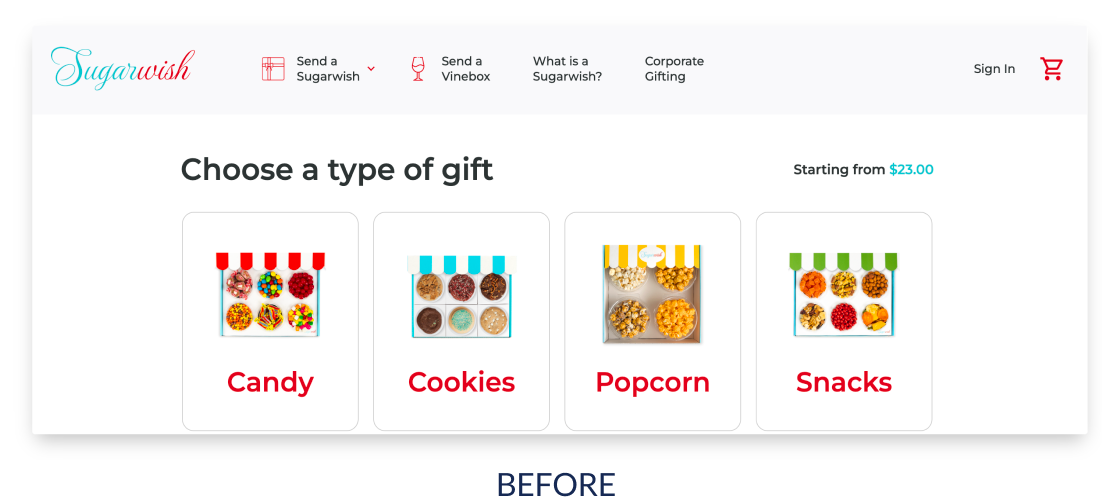 Sugarwish
Send a
Sugarwish
Send a
Vinebox
What is a
Sugarwish?
Corporate
Gifting
Sign In
Choose a type of gift
Starting from $23.00
Sugarwish
Candy
Cookies
Popcorn
Snacks
BEFORE